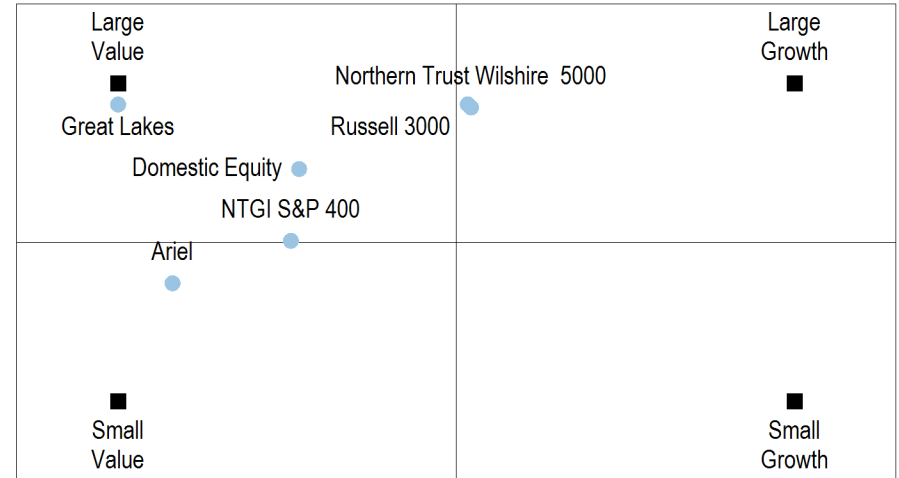 Large
Value
Large
Growth
Northern Trust Wilshire  5000
Great Lakes
Russell 3000
Domestic Equity
NTGI S&P 400
Ariel
Small
Value
Small
Growth